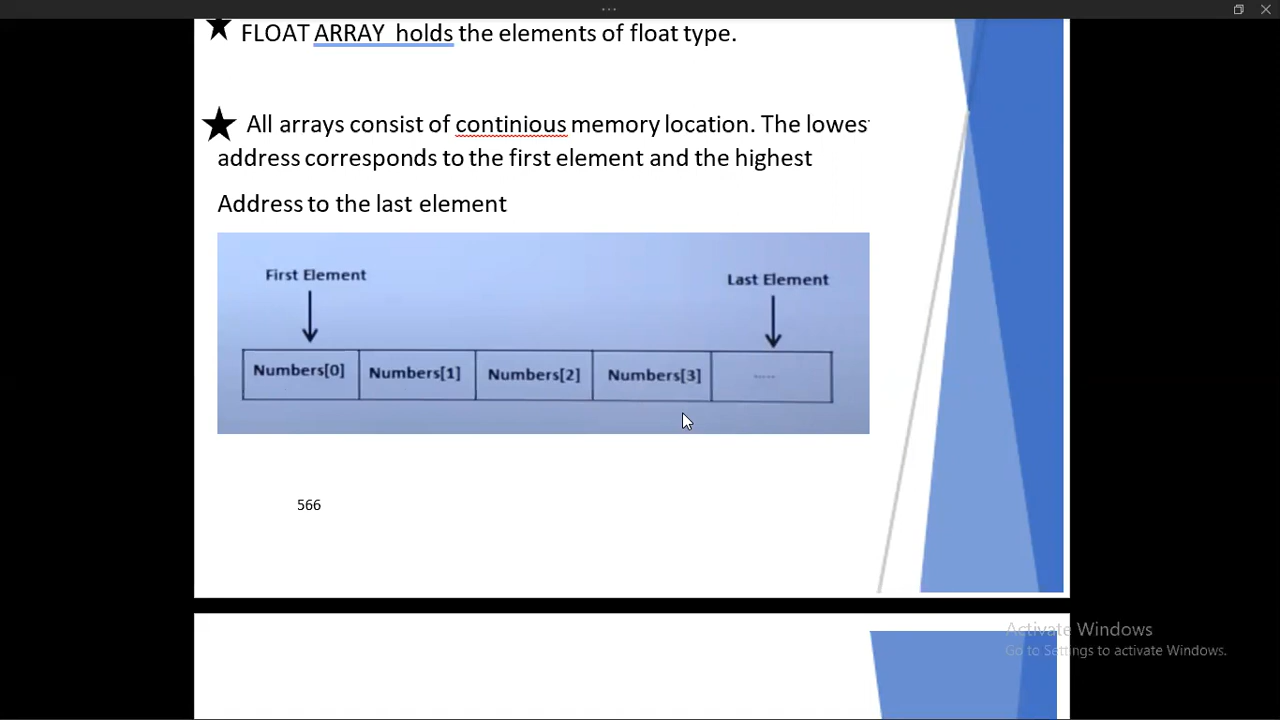 FLOAT ARRAY holds the elements of float type.
All arrays consist of continious memory location. The lowes
address corresponds to the first element and the highest
Address to the last element
First Element
Last Element
Numbers[0] Numbers[1] Numbers[2] Numbers[3] .....
566
Activate Windows
Go to Settings to activate Windows.